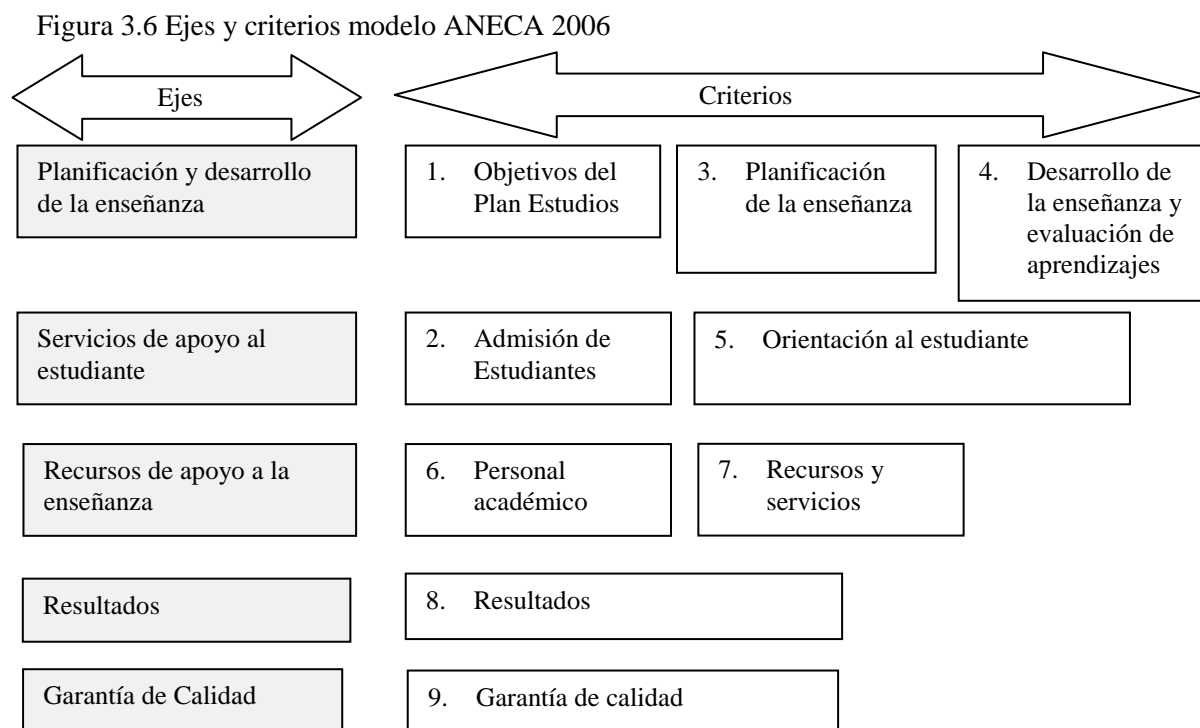 Figura 3.6 Ejes y criterios modelo ANECA 2006
Ejes
Criterios
Planificación y desarrollo
de la enseñanza
1. Objetivos del
Plan Estudios
3. Planificación
de la enseñanza
4. Desarrollo de
la enseñanza y
evaluación de
aprendizajes
Servicios de apoyo al
estudiante
2. Admisión de
Estudiantes
5. Orientación al estudiante
Recursos de apoyo a la
enseñanza
6. Personal
académico
7. Recursos y
servicios
Resultados
8. Resultados
Garantía de Calidad
9. Garantía de calidad